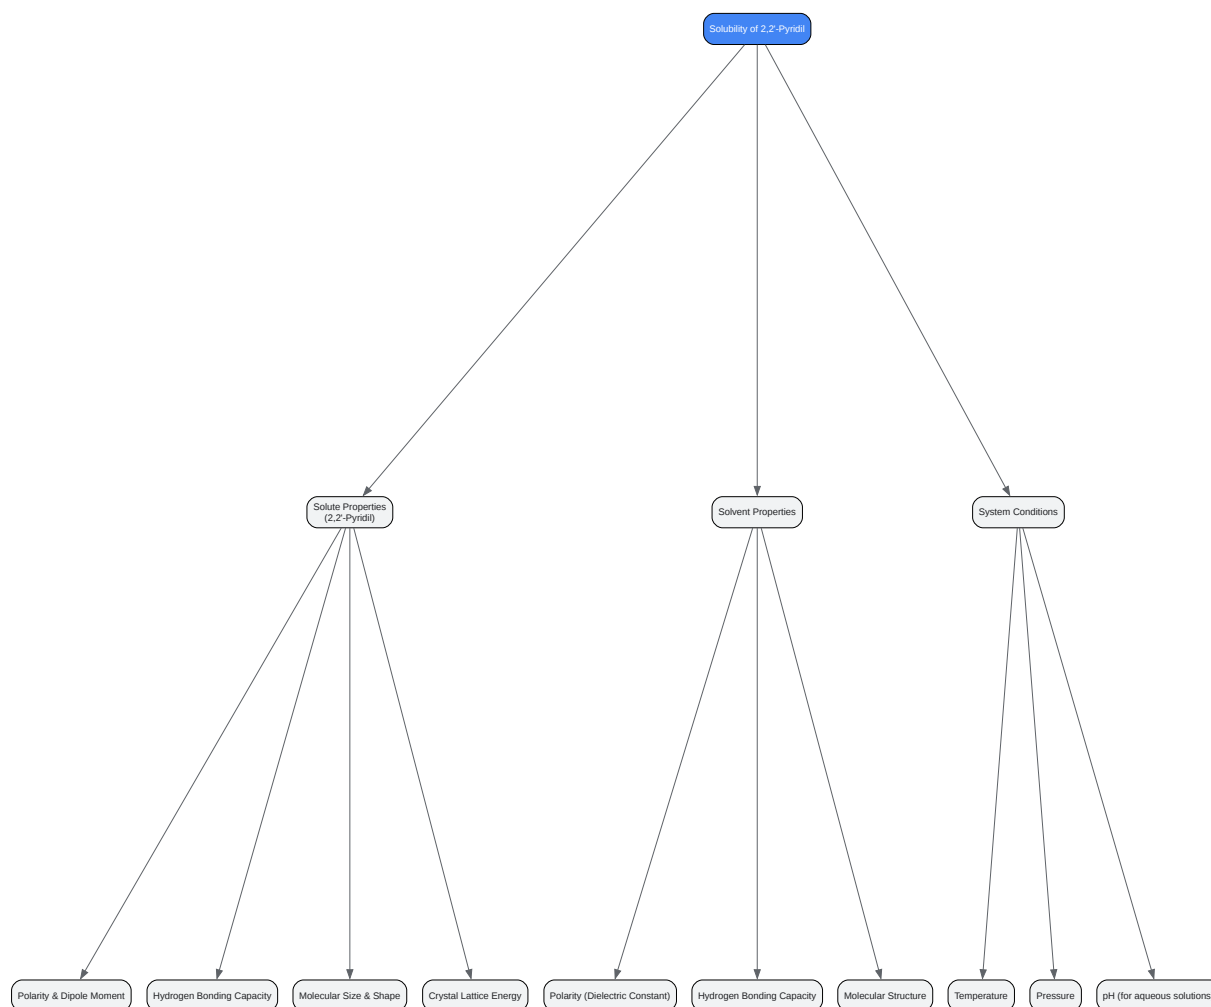 Solubility of 2,2'-Pyridil
Solute Properties
(2,2'-Pyridil)
Solvent Properties
System Conditions
Polarity & Dipole Moment
Hydrogen Bonding Capacity
Molecular Size & Shape
Crystal Lattice Energy
Polarity (Dielectric Constant)
Hydrogen Bonding Capacity
Molecular Structure
Temperature
Pressure
pH (for aqueous solutions